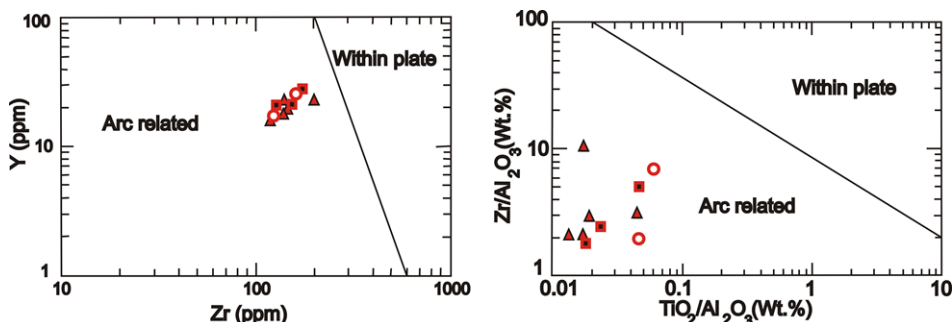 100
Within plate
Arc related
10
Y (ppm)
1
10
100
1000
Zr (ppm)
100
Within plate
10
Zr/Al2O3(Wt.%)
Arc related
1
0.01
0.1
1
10
TiO2/Al2O3(Wt.%)